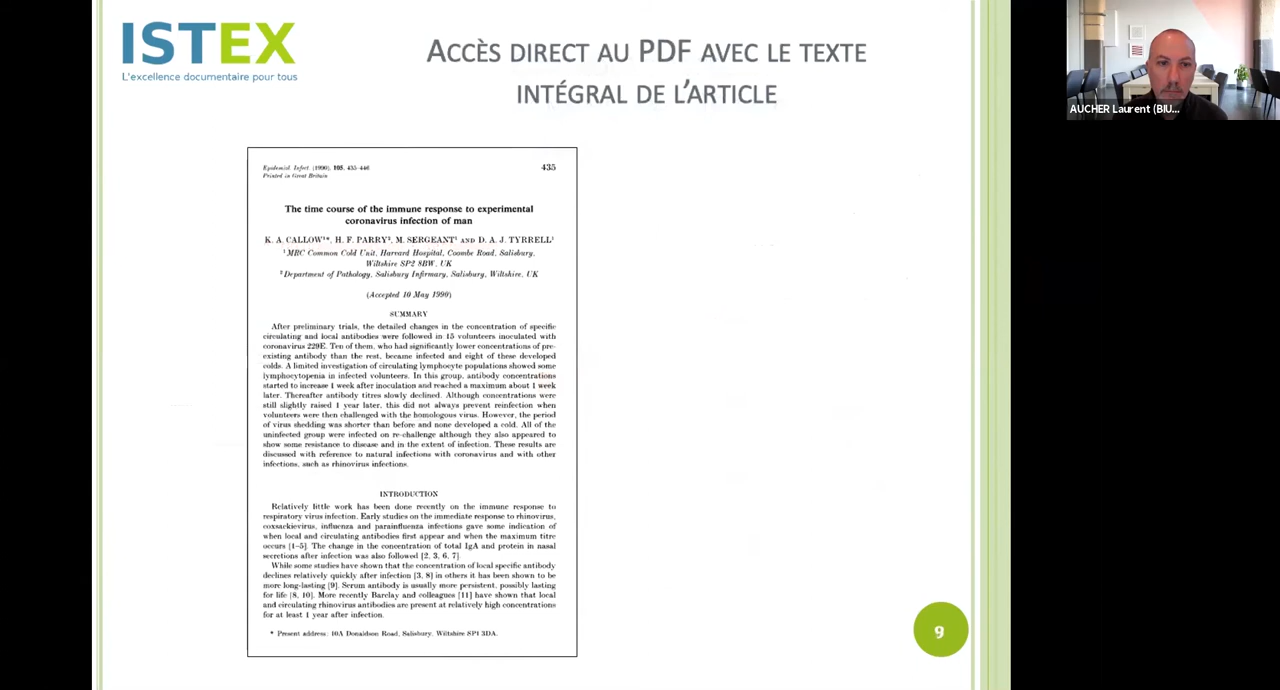 ISTEX
L'excellence documentaire pour tous
ACCÈS DIRECT AU PDF AVEC LE TEXTE
INTÉGRAL DE L'ARTICLE
AUCHER Laurent (BIU...
Epidemiol. Infect. (1990), 105, 435-446
Printed in Great Britain
435
The time course of the immune response to experimental
coronavirus infection of man
K. A. CALLOW¹*, H. F. PARRY², M. SERGEANT¹ AND D. A. J. TYRRELL¹
¹MRC Common Cold Unit, Harvard Hospital, Coombe Road, Salisbury,
Wiltshire SP2 8BW, UK
²Department of Pathology, Salisbury Infirmary, Salisbury, Wiltshire, UK
(Accepted 10 May 1990)
SUMMARY
After preliminary trials, the detailed changes in the concentration of specific
circulating and local antibodies were followed in 15 volunteers inoculated with
coronavirus 229E. Ten of them, who had significantly lower concentrations of pre-
existing antibody than the rest, became infected and eight of these developed
colds. A limited investigation of circulating lymphocyte populations showed some
lymphocytopenia in infected volunteers. In this group, antibody concentrations
started to increase 1 week after inoculation and reached a maximum about 1 week
later. Thereafter antibody titres slowly declined. Although concentrations were
still slightly raised 1 year later, this did not always prevent reinfection when
volunteers were then challenged with the homologous virus. However, the period
of virus shedding was shorter than before and none developed a cold. All of the
uninfected group were infected on re-challenge although they also appeared to
show some resistance to disease and in the extent of infection. These results are
discussed with reference to natural infections with coronavirus and with other
infections, such as rhinovirus infections.
INTRODUCTION
Relatively little work has been done recently on the immune response to
respiratory virus infection. Early studies on the immediate response to rhinovirus,
coxsackievirus, influenza and parainfluenza infections gave some indication of
when local and circulating antibodies first appear and when the maximum titre
occurs [1-5]. The change in the concentration of total IgA and protein in nasal
secretions after infection was also followed [2, 3, 6, 7].
While some studies have shown that the concentration of local specific antibody
declines relatively quickly after infection [3, 8] in others it has been shown to be
more long-lasting [9]. Serum antibody is usually more persistent, possibly lasting
for life [8, 10]. More recently Barclay and colleagues [11] have shown that local
and circulating rhinovirus antibodies are present at relatively high concentrations
for at least 1 year after infection.
* Present address: 10A Donaldson Road, Salisbury, Wiltshire SP1 3DA.
9